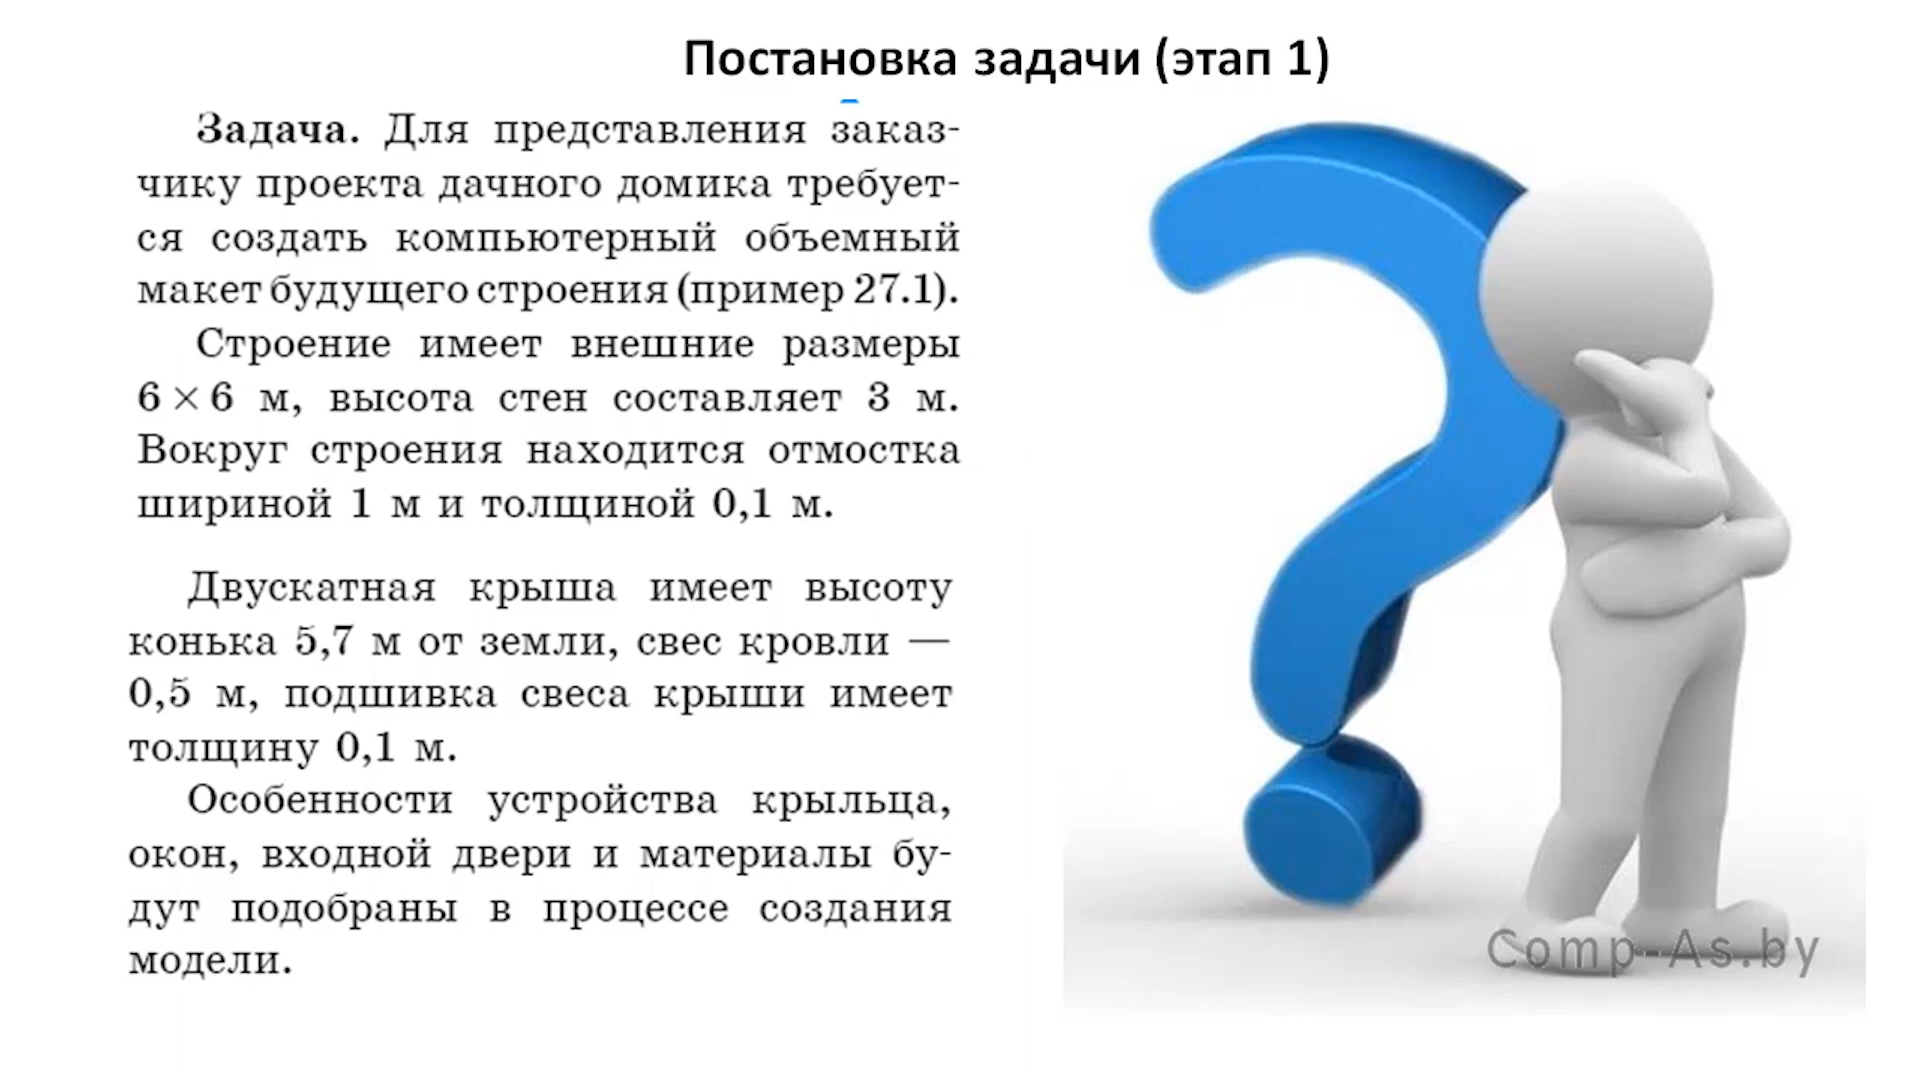 Постановка задачи (этап 1)
Задача. Для представления заказ-
чику проекта дачного домика требует-
ся создать компьютерный объемный
макет будущего строения (пример 27.1).
Строение имеет внешние размеры
6 × 6 м, высота стен составляет 3 м.
Вокруг строения находится отмостка
шириной 1 м и толщиной 0,1 м.
Двускатная крыша имеет высоту
конька 5,7 м от земли, свес кровли —
0,5 м, подшивка свеса крыши имеет
толщину 0,1 м.
Особенности устройства крыльца,
окон, входной двери и материалы бу-
дут подобраны в процессе создания
модели.
Comp-As.by